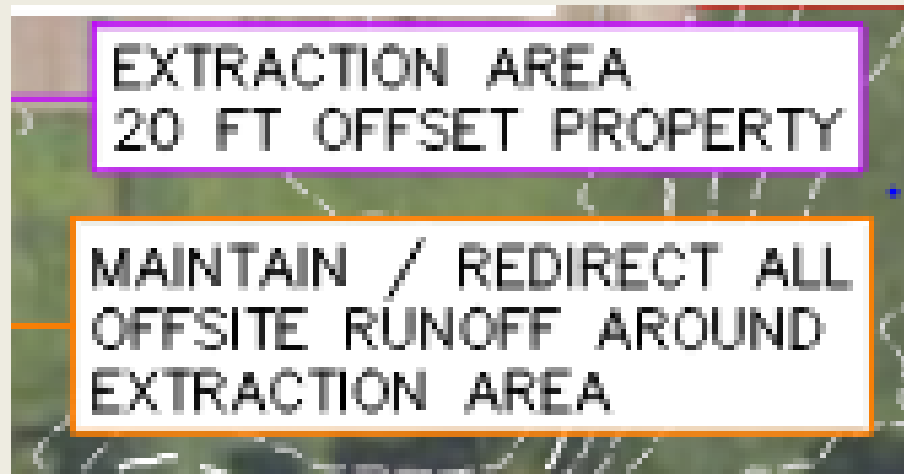 EXTRACTION AREA
20 FT OFFSET PROPERTY
MAINTAIN / REDIRECT ALL
OFFSITE RUNOFF AROUND
EXTRACTION AREA